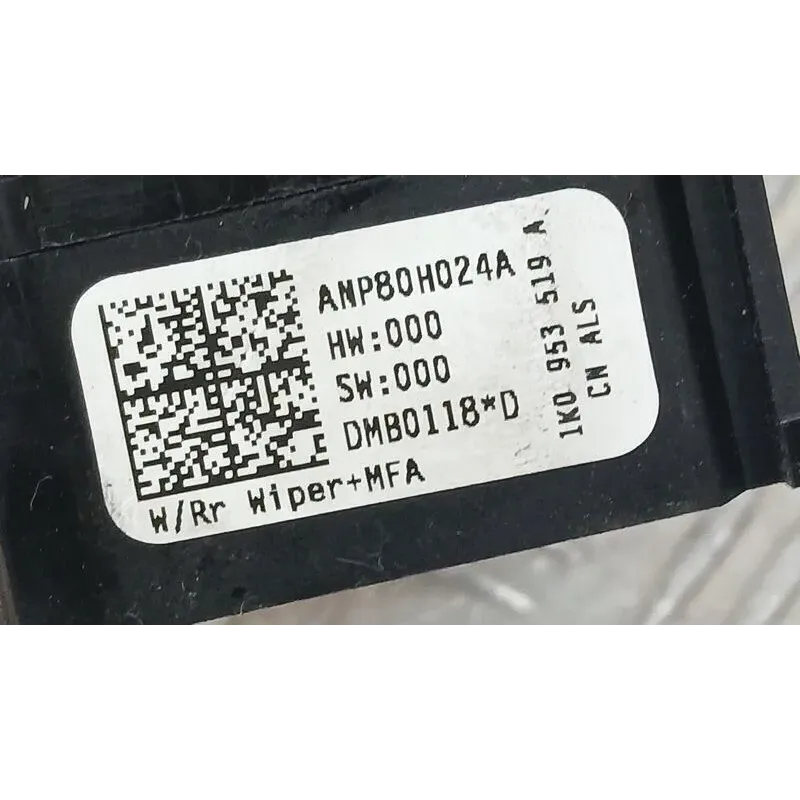 ANP80H024A
HW:000
SW:000
DMB0118*D
W/Rr Wiper+MFA
1K0 953 519 A
CN ALS